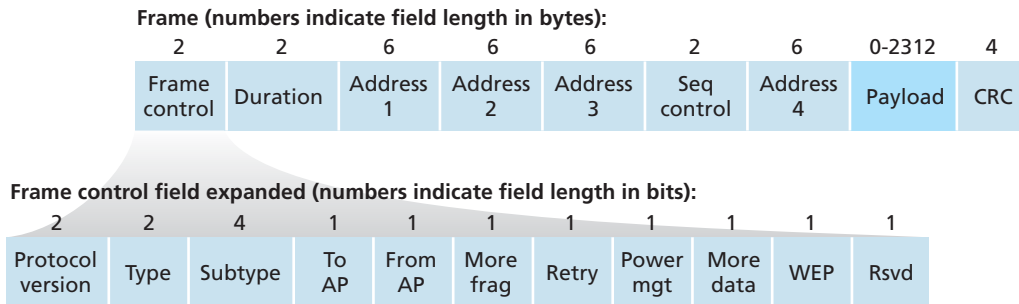 Frame (numbers indicate field length in bytes):
2 2 6 6 6 2 6 0-2312 4
Frame control Duration Address 1 Address 2 Address 3 Seq control Address 4 Payload CRC
Frame control field expanded (numbers indicate field length in bits):
2 2 4 1 1 1 1 1 1 1 1
Protocol version Type Subtype To AP From AP More frag Retry Power mgt More data WEP Rsvd